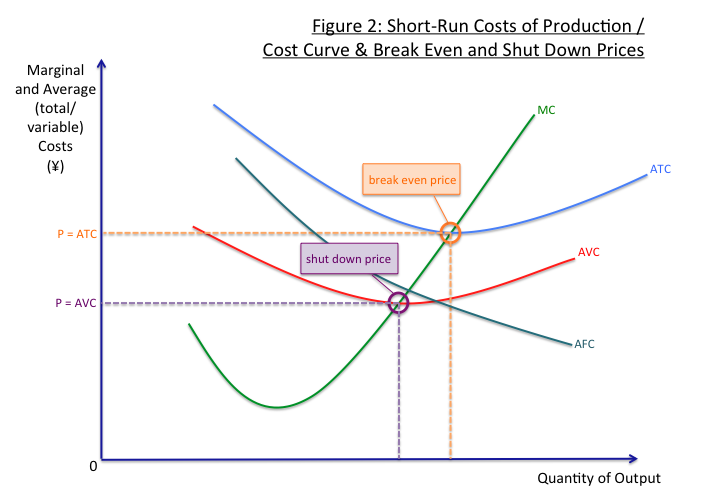 Figure 2: Short-Run Costs of Production /
Cost Curve & Break Even and Shut Down Prices
Marginal
and Average
(total/
variable)
Costs
(¥)
MC
ATC
break even price
P = ATC
AVC
shut down price
P = AVC
AFC
0
Quantity of Output